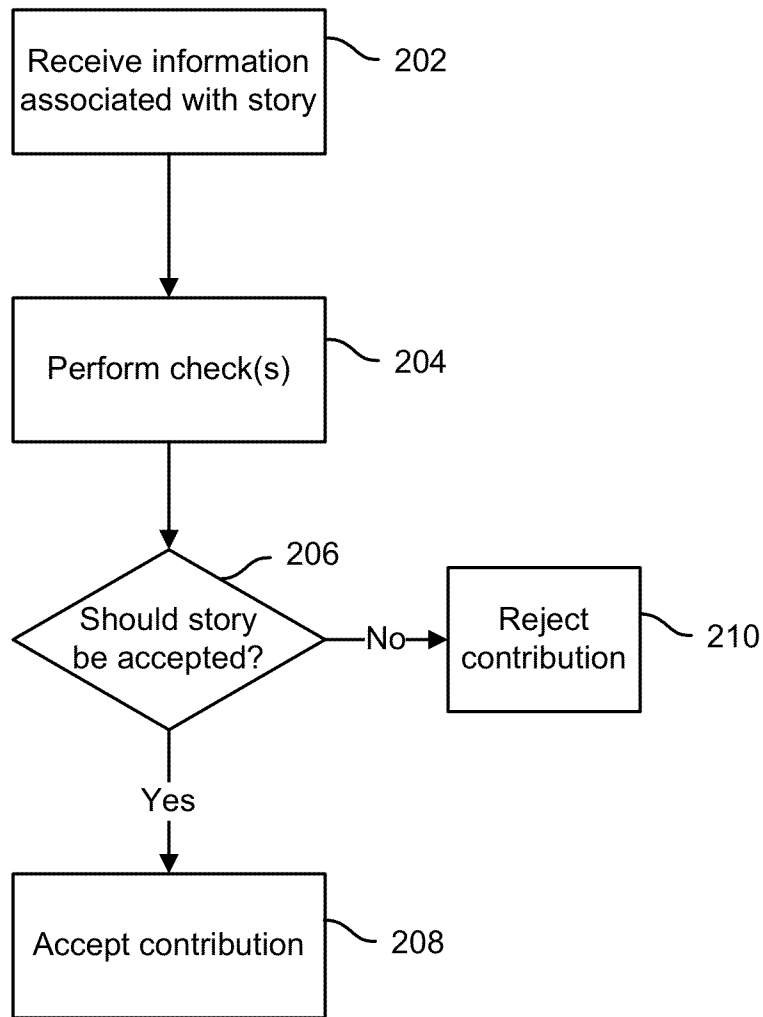 Receive information
associated with story
202
Perform check(s)
204
206
Should story
be accepted?
No
Reject
contribution
210
Yes
Accept contribution
208